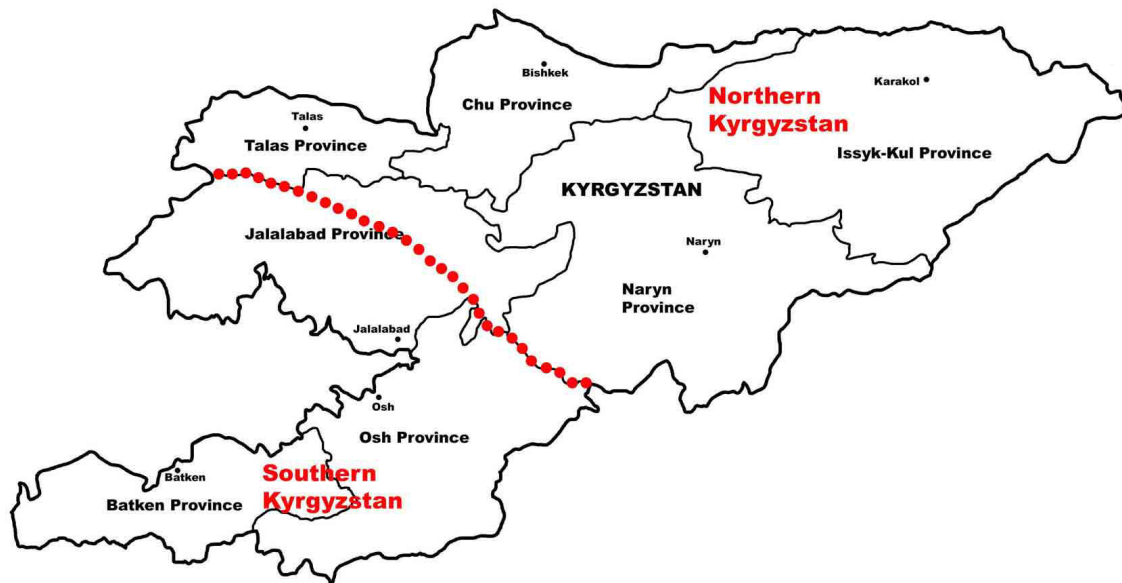 Bishkek
Chu Province
Karakol
Northern
Kyrgyzstan
Talas
Talas Province
Issyk-Kul Province
KYRGYZSTAN
Jalalabad Province
Naryn
Naryn
Province
Jalalabad
Osh
Osh Province
Batken
Batken Province
Southern
Kyrgyzstan